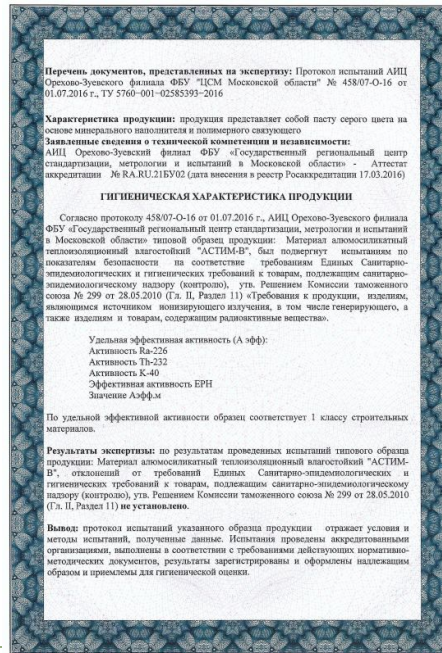 Перечень документов, представленных на экспертизу: Протокол испытаний АИЦ
Орехово-Зуевского филиала ФБУ "ЦСМ Московской области" № 458/07-О-16 от
01.07.2016 г., ТУ 5760-001-02585393-2016
Характеристика продукции: продукция представляет собой пасту серого цвета на
основе минерального наполнителя и полимерного связующего
Заявленные сведения о технической компетенции и независимости:
АИЦ Орехово-Зуевский филиал ФБУ «Государственный региональный центр
стандартизации, метрологии и испытаний в Московской области» - Аттестат
аккредитации № RA.RU.21БУ02 (дата внесения в реестр Росаккредитации 17.03.2016)
ГИГИЕНИЧЕСКАЯ ХАРАКТЕРИСТИКА ПРОДУКЦИИ
Согласно протоколу 458/07-О-16 от 01.07.2016 г., АИЦ Орехово-Зуевского филиала
ФБУ «Государственный региональный центр стандартизации, метрологии и испытаний
в Московской области» типовой образец продукции: Материал алюмосиликатный
теплоизоляционный влагостойкий "АСТИМ-В", был подвергнут испытаниям по
показателям безопасности на соответствие требованиям Единых Санитарно-
эпидемиологических и гигиенических требований к товарам, подлежащим санитарно-
эпидемиологическому надзору (контролю), утв. Решением Комиссии таможенного
союза № 299 от 28.05.2010 (Гл. II, Раздел 11) «Требования к продукции, изделиям,
являющимся источником ионизирующего излучения, в том числе генерирующего, а
также изделиям и товарам, содержащим радиоактивные вещества».
Удельная эффективная активность (А эфф):
Активность Ra-226
Активность Th-232
Активность K-40
Эффективная активность ЕРН
Значение Аэфф.м
По удельной эффективной активности образец соответствует 1 классу строительных
материалов.
Результаты экспертизы: по результатам проведенных испытаний типового образца
продукции: Материал алюмосиликатный теплоизоляционный влагостойкий "АСТИМ-
В", отклонений от требований Единых Санитарно-эпидемиологических и
гигиенических требований к товарам, подлежащим санитарно-эпидемиологическому
надзору (контролю), утв. Решением Комиссии таможенного союза № 299 от 28.05.2010
(Гл. II, Раздел 11) не установлено.
Вывод: протокол испытаний указанного образца продукции отражает условия и
методы испытаний, полученные данные. Испытания проведены аккредитованными
организациями, выполнены в соответствии с требованиями действующих нормативно-
методических документов, результаты зарегистрированы и оформлены надлежащим
образом и приемлемы для гигиенической оценки.